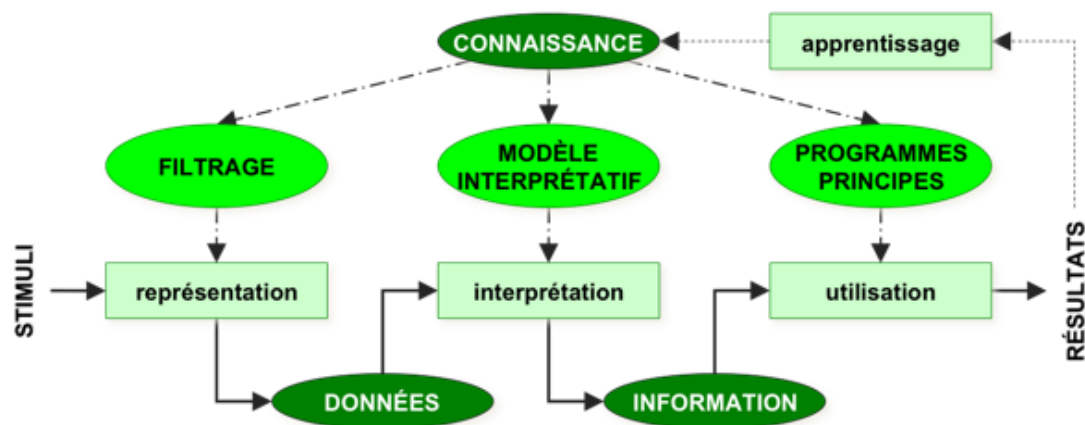 CONNAISSANCE
apprentissage
FILTRAGE
MODÈLE
INTERPRÉTATIF
PROGRAMMES
PRINCIPES
STIMULI
représentation
interprétation
utilisation
RÉSULTATS
DONNÉES
INFORMATION